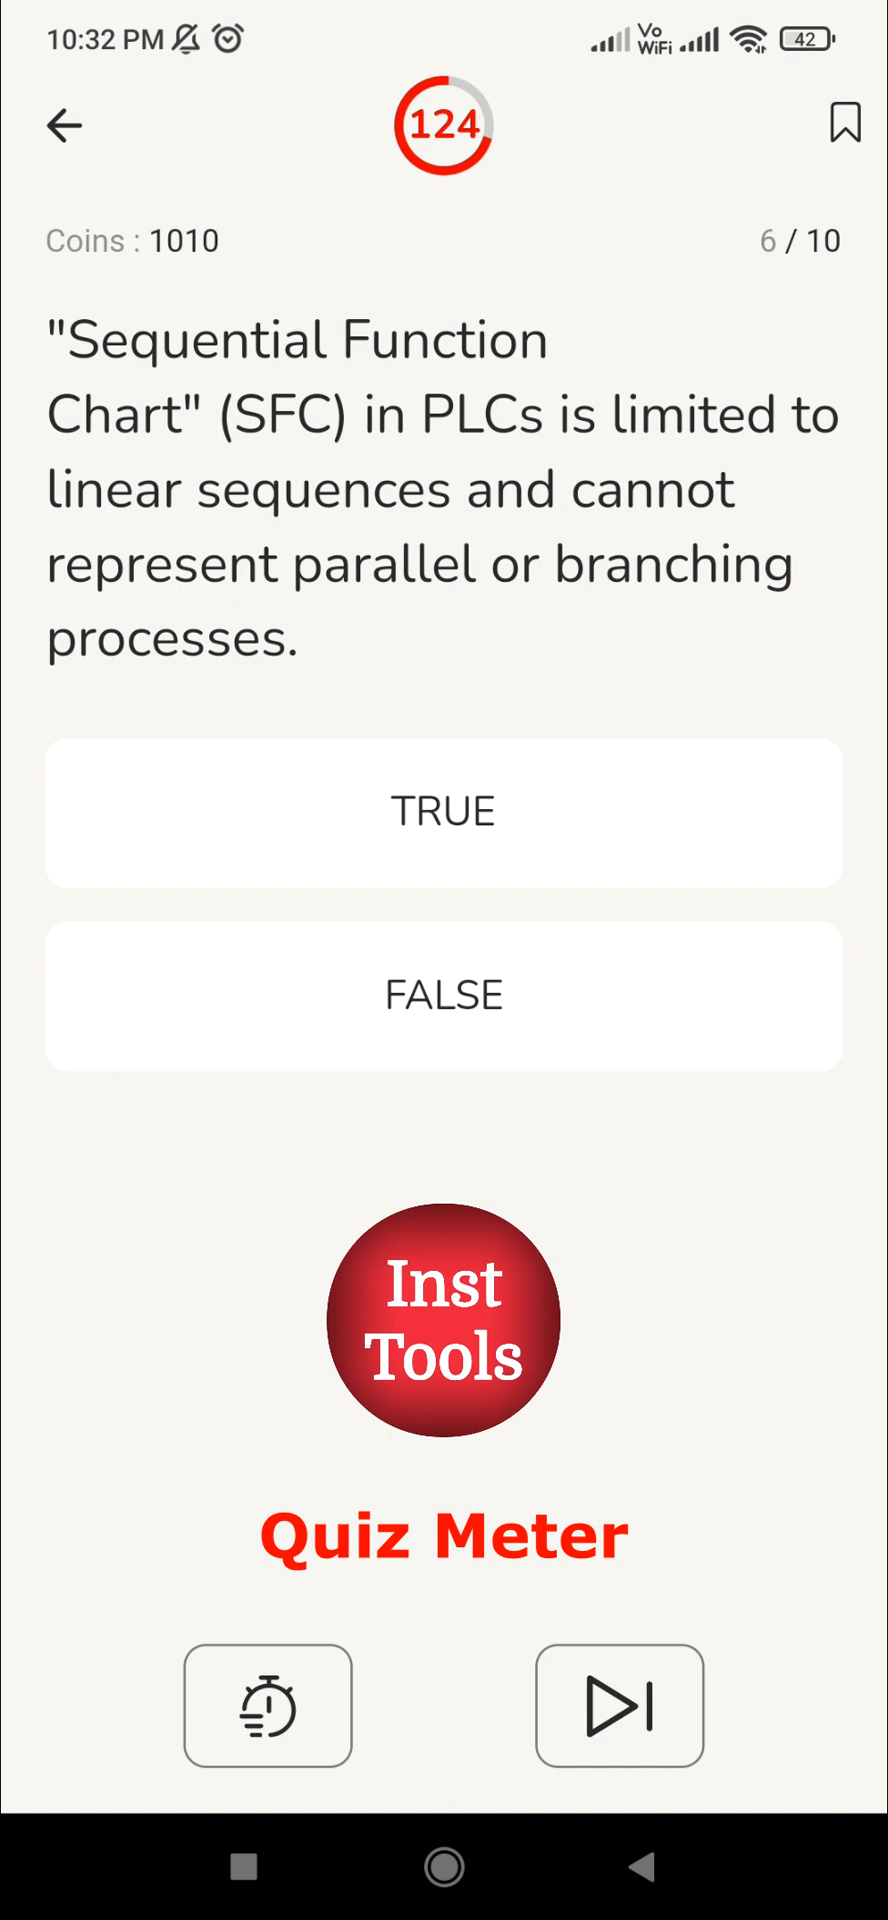 10:32 PM Vo WiFi 42
124
Coins : 1010 6 / 10
"Sequential Function
Chart" (SFC) in PLCs is limited to
linear sequences and cannot
represent parallel or branching
processes.
TRUE
FALSE
Inst
Tools
Quiz Meter